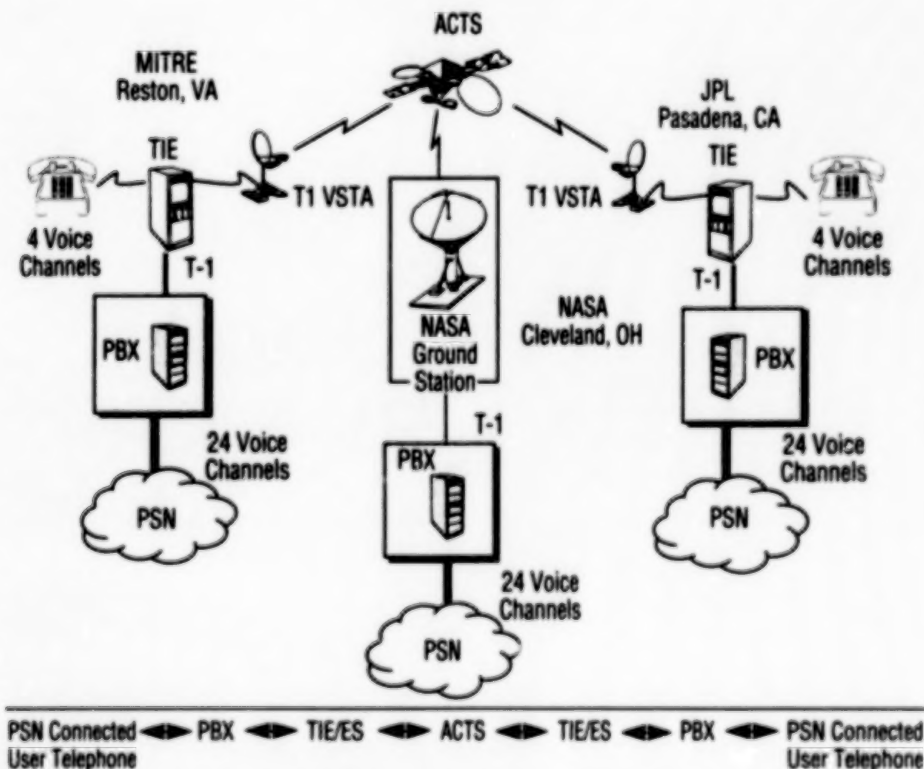 ACTS
MITRE
Reston, VA
JPL
Pasadena, CA
TIE
TIE
T1 VSTA
T1 VSTA
4 Voice
Channels
4 Voice
Channels
T-1
T-1
NASA
Ground
Station
NASA
Cleveland, OH
PBX
PBX
24 Voice
Channels
24 Voice
Channels
T-1
PBX
PSN
PSN
24 Voice
Channels
PSN
PSN Connected PBX TIE/ES ACTS TIE/ES PBX PSN Connected
User Telephone User Telephone